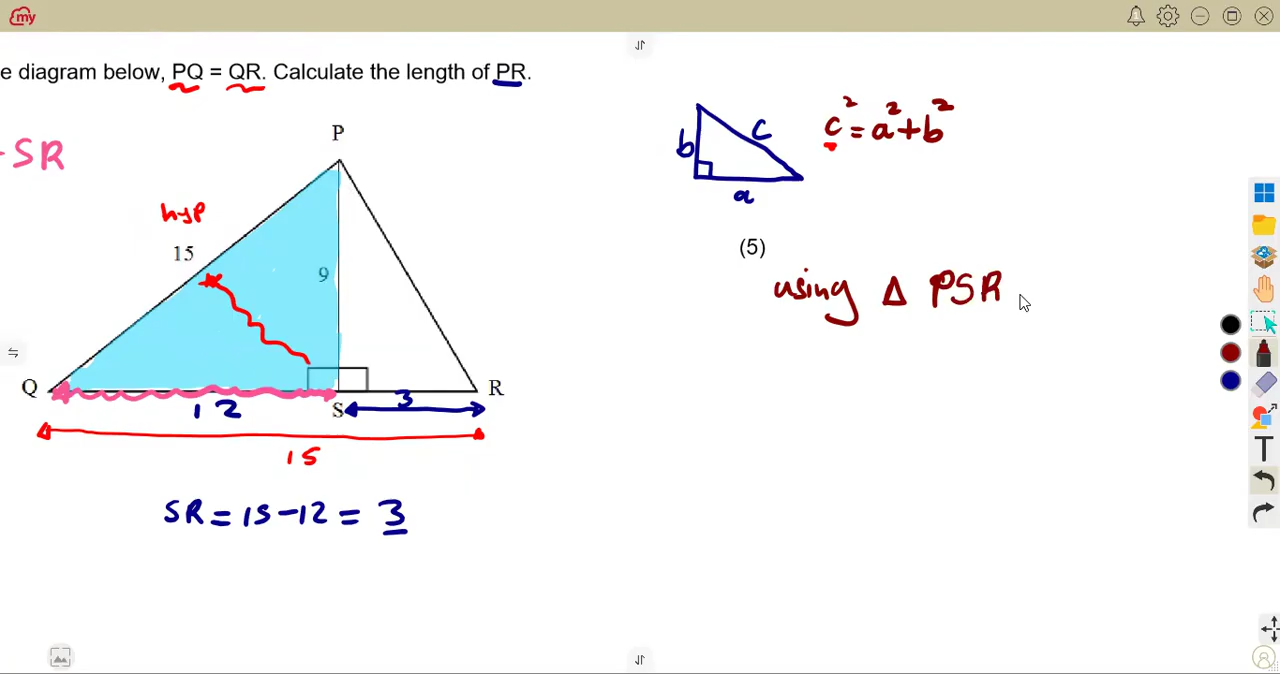 my
e diagram below, PQ = QR. Calculate the length of PR.
- SR
P
hyp
15
9
Q
12
S
3
R
15
SR = 15 - 12 = 3
b
c
a
c² = a² + b²
(5)
using Δ PSR
T